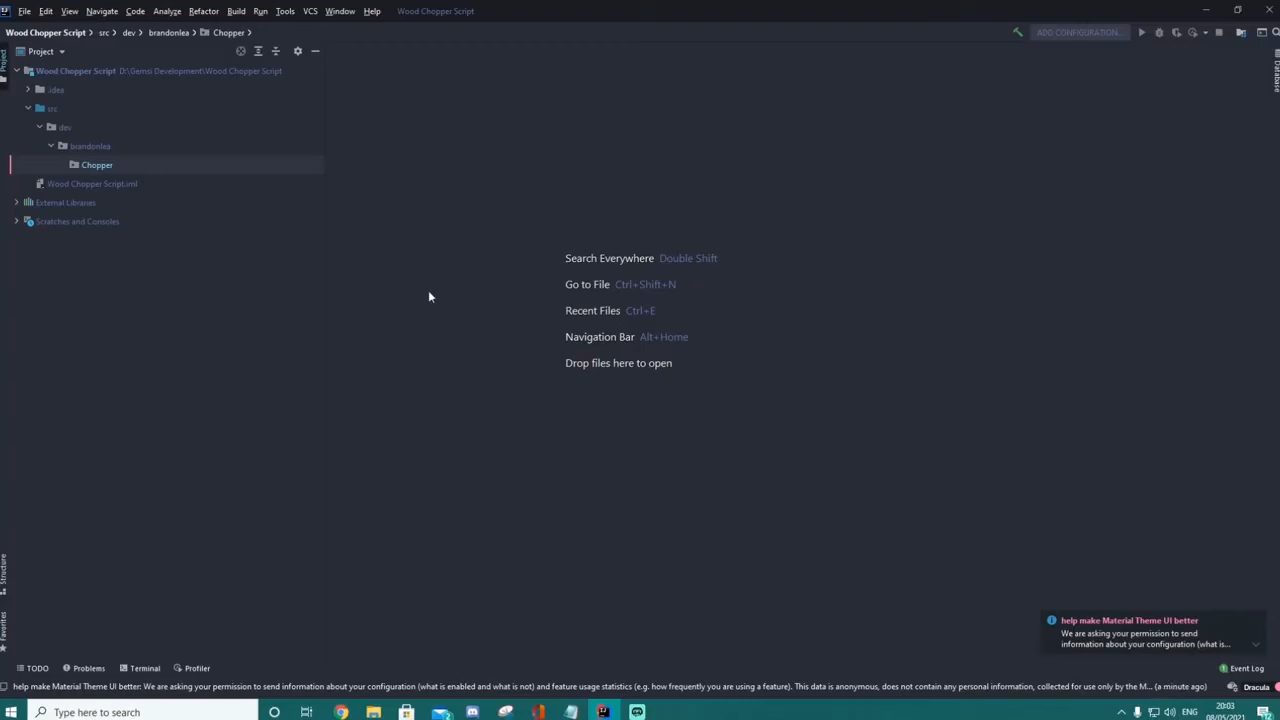 File Edit View Navigate Code Analyze Refactor Build Run Tools VCS Window Help Wood Chopper Script
Wood Chopper Script > src > dev > brandonlea > Chopper >
ADD CONFIGURATION...
Project
Project
Database
Wood Chopper Script D:\Gemsi Development\Wood Chopper Script
.idea
src
dev
brandonlea
Chopper
Wood Chopper Script.iml
External Libraries
Scratches and Consoles
Search Everywhere Double Shift
Go to File Ctrl+Shift+N
Recent Files Ctrl+E
Navigation Bar Alt+Home
Drop files here to open
Structure
Favorites
help make Material Theme UI better
We are asking your permission to send
information about your configuration (what is...
TODO Problems Terminal Profiler
1 Event Log
help make Material Theme UI better: We are asking your permission to send information about your configuration (what is enabled and what is not) and feature usage statistics (e.g. how frequently you are using a feature). This data is anonymous, does not contain any personal information, collected for use only by the M... (a minute ago)
Dracula
Type here to search
ENG
20:03
08/05/2021